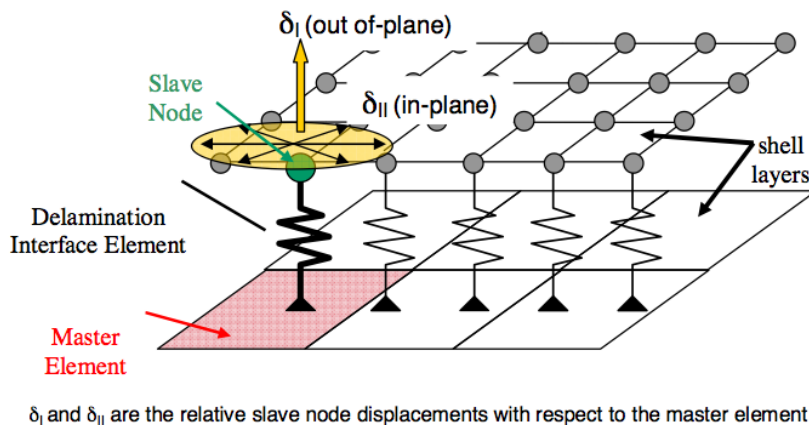 δI (out of-plane)
Slave
Node
δII (in-plane)
shell
layers
Delamination
Interface Element
Master
Element
δI and δII are the relative slave node displacements with respect to the master element